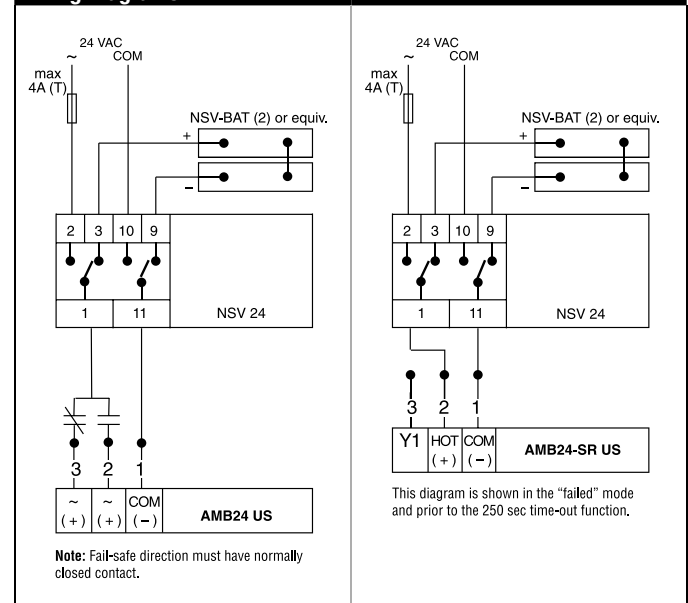 24 VAC
~ COM
max
4A (T)
NSV-BAT (2) or equiv.
+
–
2 3 10 9
1 11 NSV 24
3 2 1
~ ~ COM
(+) (+) (–) AMB24 US
Note: Fail-safe direction must have normally
closed contact.
24 VAC
~ COM
max
4A (T)
NSV-BAT (2) or equiv.
+
–
2 3 10 9
1 11 NSV 24
3 2 1
Y1 HOT COM
(+) (–) AMB24-SR US
This diagram is shown in the “failed” mode
and prior to the 250 sec time-out function.